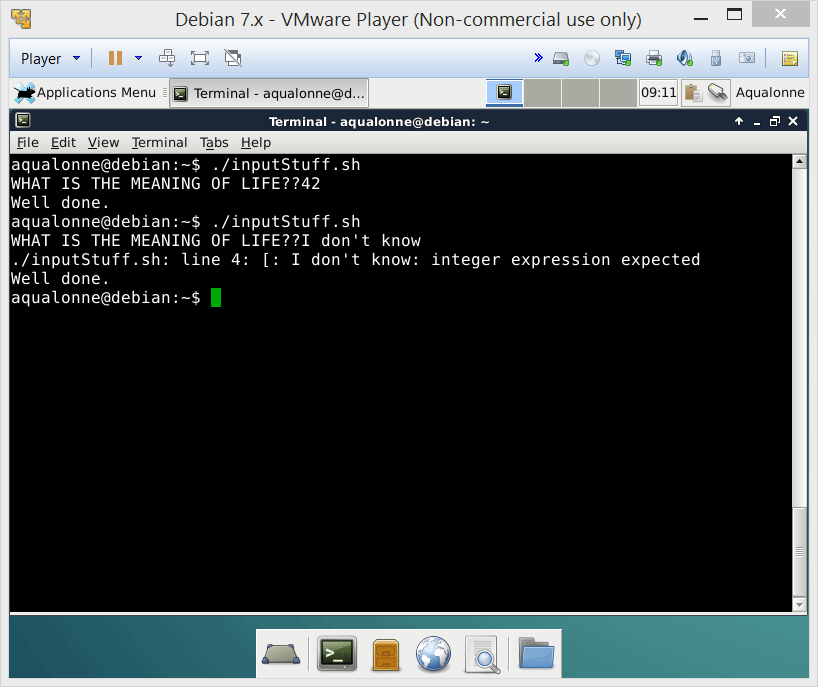 Debian 7.x - VMware Player (Non-commercial use only)
Player
Applications Menu Terminal - aqualonne@d... 09:11 Aqualonne
Terminal - aqualonne@debian: ~
File Edit View Terminal Tabs Help
aqualonne@debian:~$ ./inputStuff.sh
WHAT IS THE MEANING OF LIFE??42
Well done.
aqualonne@debian:~$ ./inputStuff.sh
WHAT IS THE MEANING OF LIFE??I don't know
./inputStuff.sh: line 4: [: I don't know: integer expression expected
Well done.
aqualonne@debian:~$